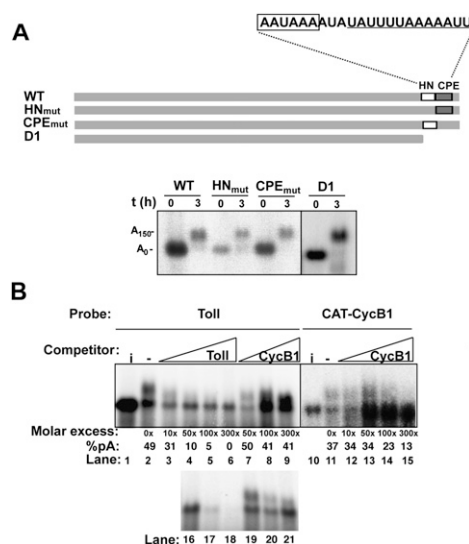 A
AAUAAAAUAUAUUUUAAAAAUU
HN CPE
WT
HNmut
CPEmut
D1
WT HNmut CPEmut D1
t (h) 0 3 0 3 0 3 0 3
A150-
A0-
B
Probe: Toll CAT-CycB1
Competitor: i - Toll CycB1 i - CycB1
Molar excess: 0x 10x 50x 100x 300x 50x 100x 300x 0x 10x 50x 100x 300x
%pA: 49 31 10 5 0 50 41 41 37 34 34 23 13
Lane: 1 2 3 4 5 6 7 8 9 10 11 12 13 14 15
Lane: 16 17 18 19 20 21